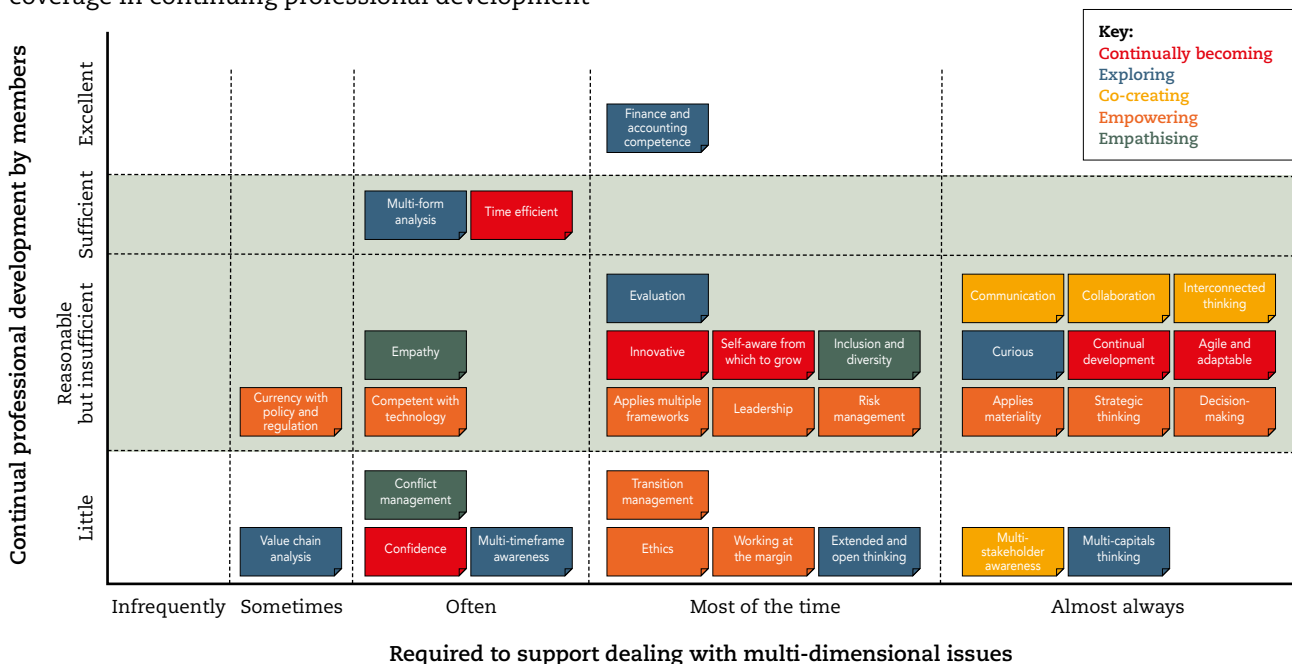 coverage in continuing professional development
Key:
Continually becoming
Exploring
Co-creating
Empowering
Empathising
Continual professional development by members
Excellent
Finance and
accounting
competence
Sufficient
Multi-form
analysis
Time efficient
Reasonable
but insufficient
Evaluation
Communication
Collaboration
Interconnected
thinking
Empathy
Innovative
Self-aware from
which to grow
Inclusion and
diversity
Curious
Continual
development
Agile and
adaptable
Currency with
policy and
regulation
Competent with
technology
Applies multiple
frameworks
Leadership
Risk
management
Applies
materiality
Strategic
thinking
Decision-
making
Little
Conflict
management
Transition
management
Value chain
analysis
Confidence
Multi-timeframe
awareness
Ethics
Working at
the margin
Extended and
open thinking
Multi-
stakeholder
awareness
Multi-capitals
thinking
Infrequently
Sometimes
Often
Most of the time
Almost always
Required to support dealing with multi-dimensional issues